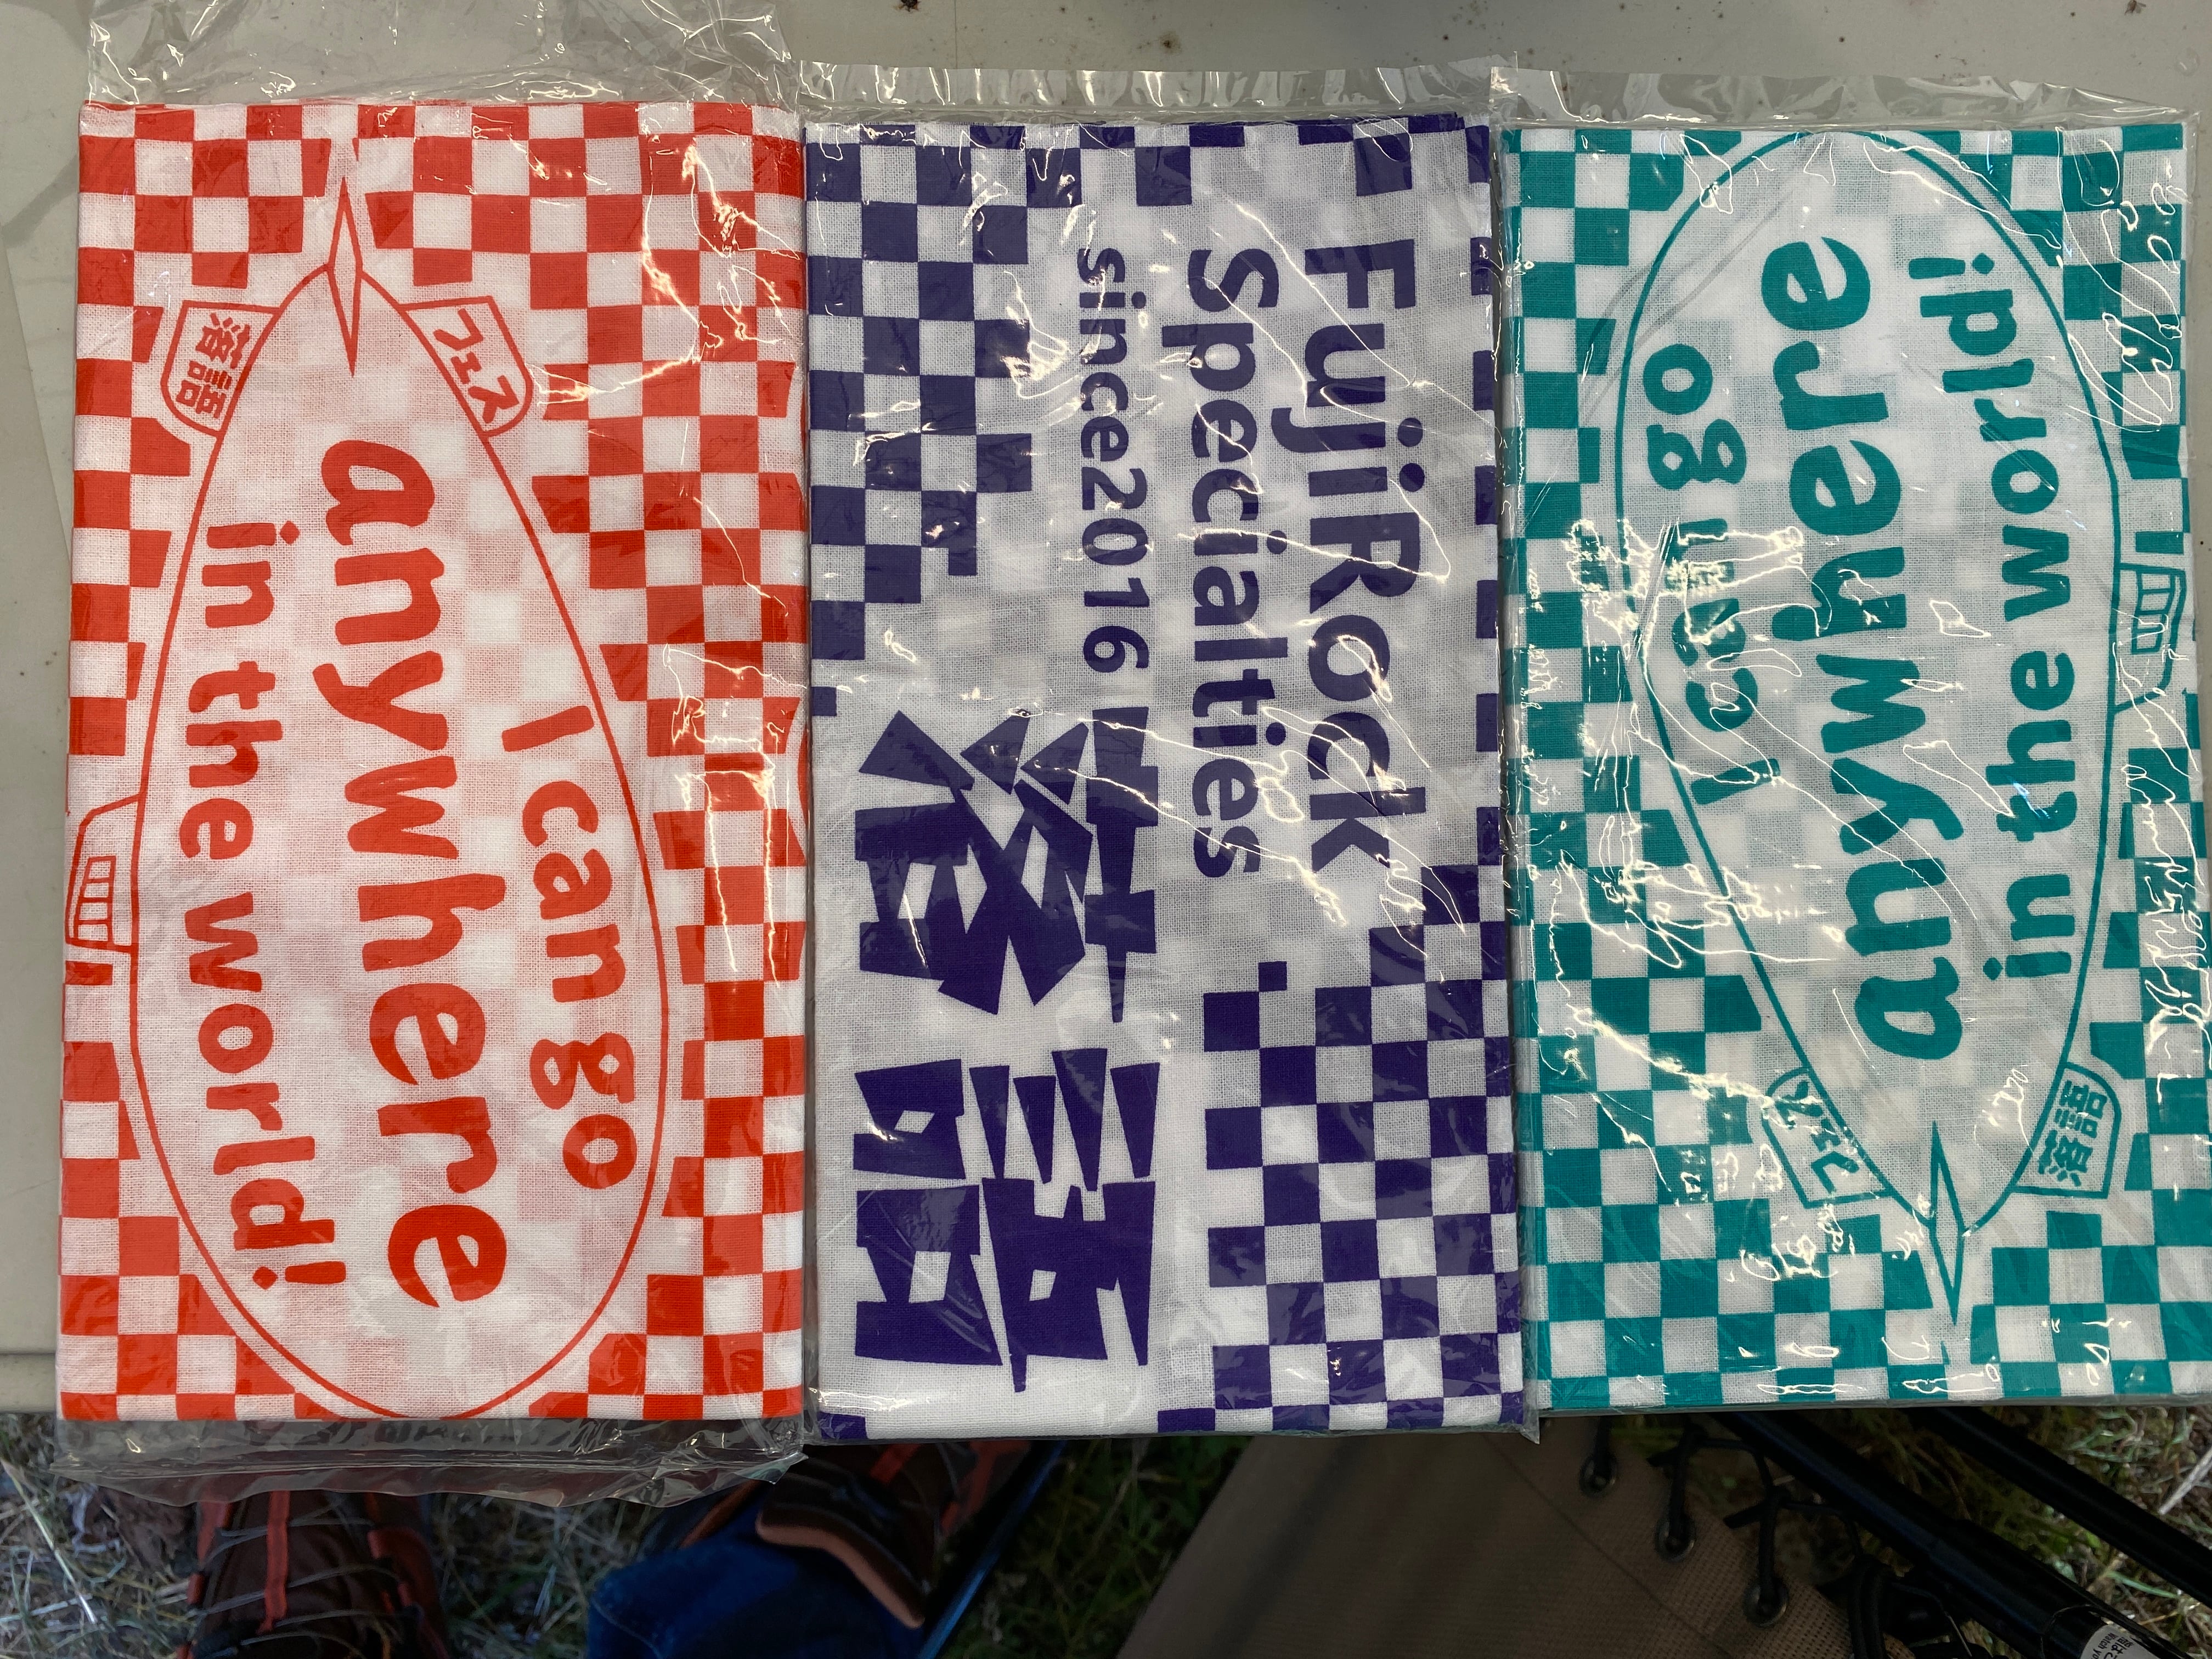 落語
フェス
I can go
anywhere
in the world!
FujiRock
Specialties
since2016
落語
I can go
anywhere
in the world!
フェス
落語